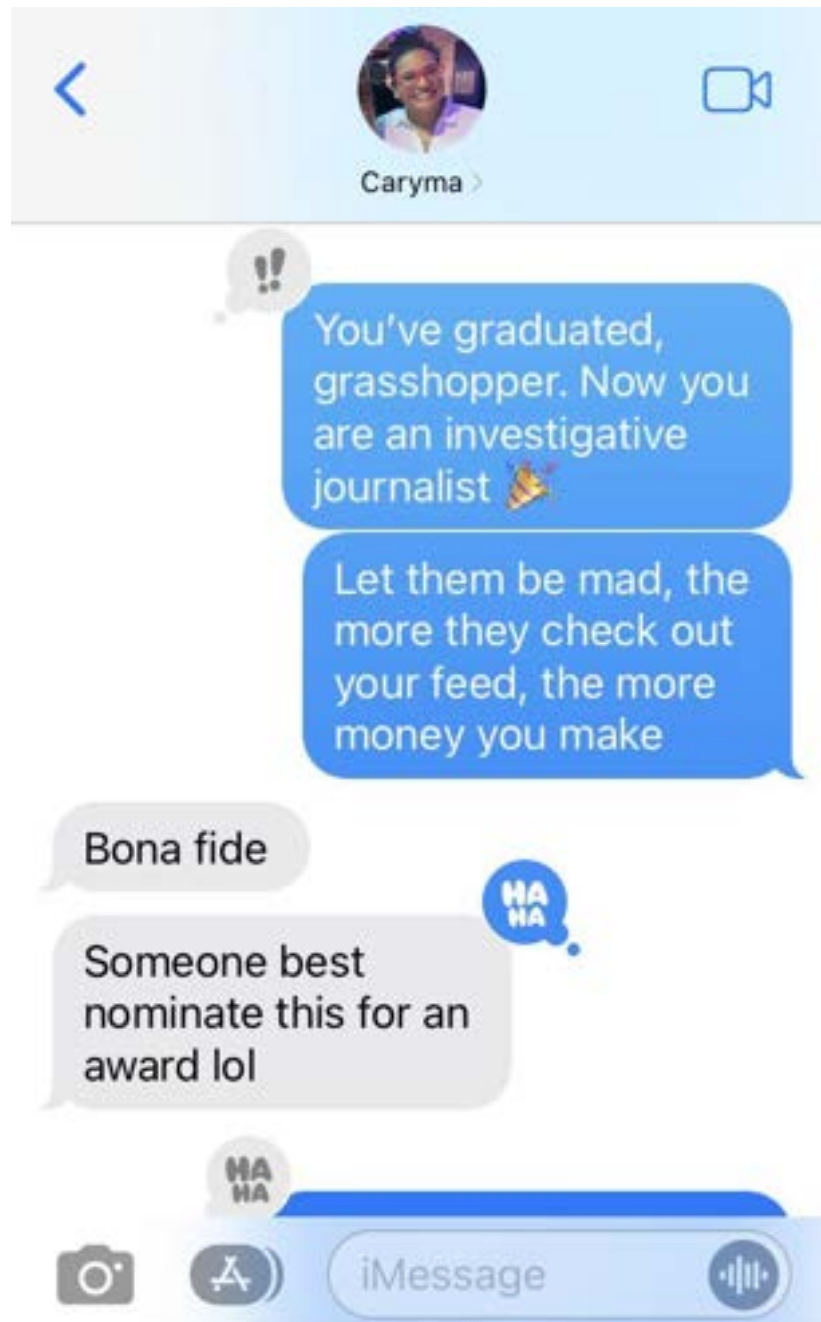 Caryma
!!
You've graduated,
grasshopper. Now you
are an investigative
journalist 🎉
Let them be mad, the
more they check out
your feed, the more
money you make
Bona fide
HA
HA
Someone best
nominate this for an
award lol
HA
HA
iMessage